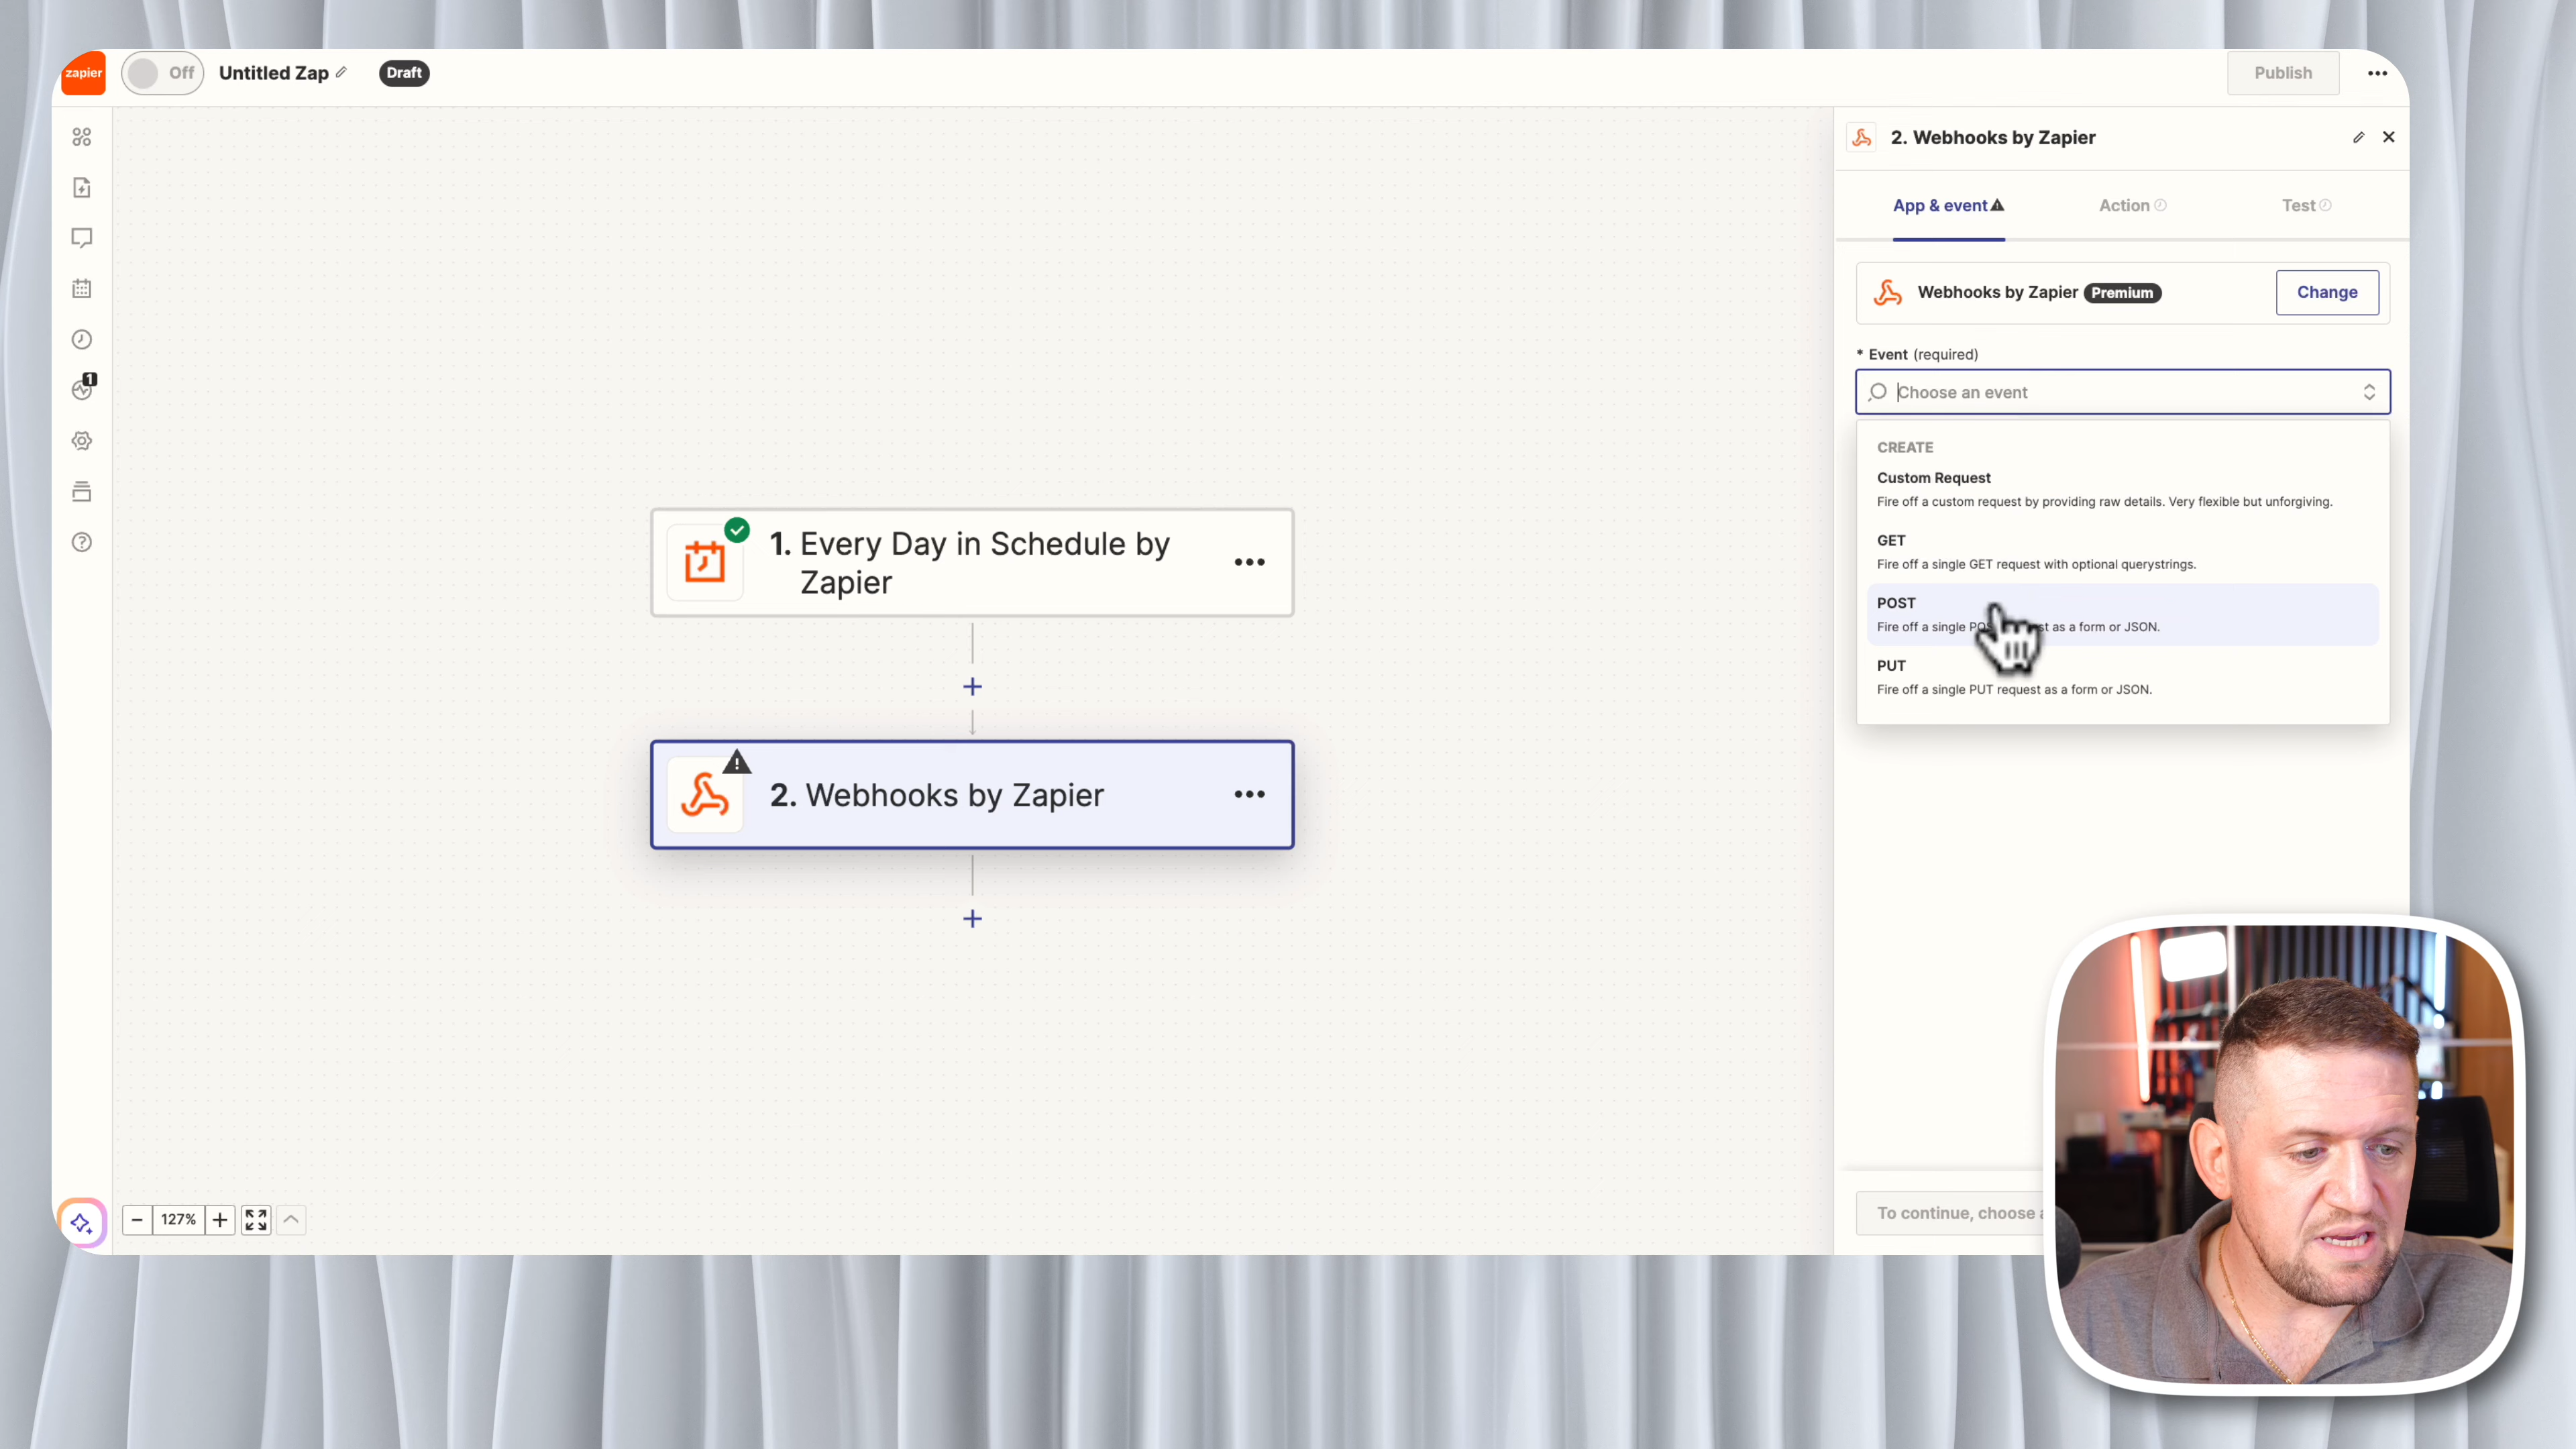 zapier
Off
Untitled Zap
Draft
Publish
2. Webhooks by Zapier
App & event
Action
Test
Webhooks by Zapier Premium
Change
* Event (required)
Choose an event
CREATE
Custom Request
Fire off a custom request by providing raw details. Very flexible but unforgiving.
GET
Fire off a single GET request with optional querystrings.
POST
Fire off a single as a form or JSON.
PUT
Fire off a single PUT request as a form or JSON.
1
1. Every Day in Schedule by
Zapier
2. Webhooks by Zapier
127%
To continue, choose